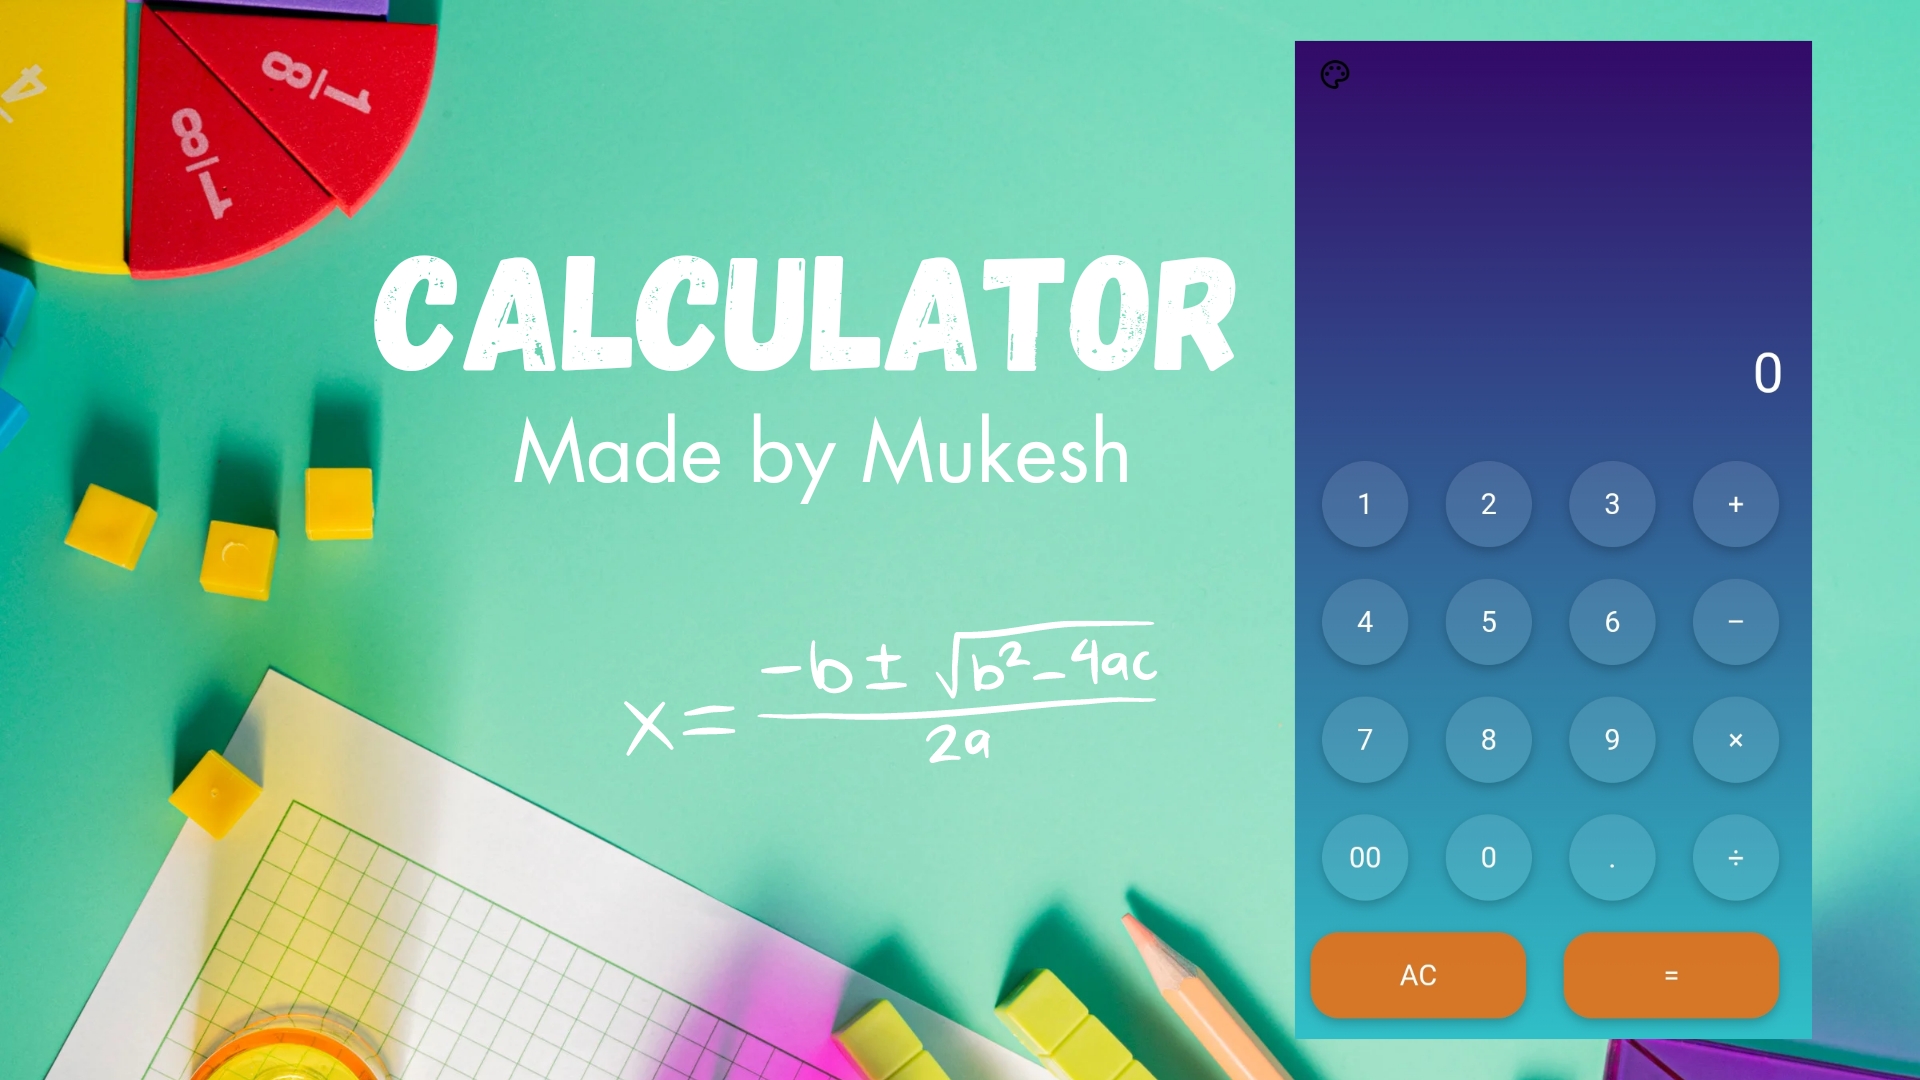 4
1/8
1/8
CALCULATOR
Made by Mukesh
x = -b ± √b²-4ac
2a
0
1 2 3 +
4 5 6 −
7 8 9 ×
00 0 . ÷
AC =